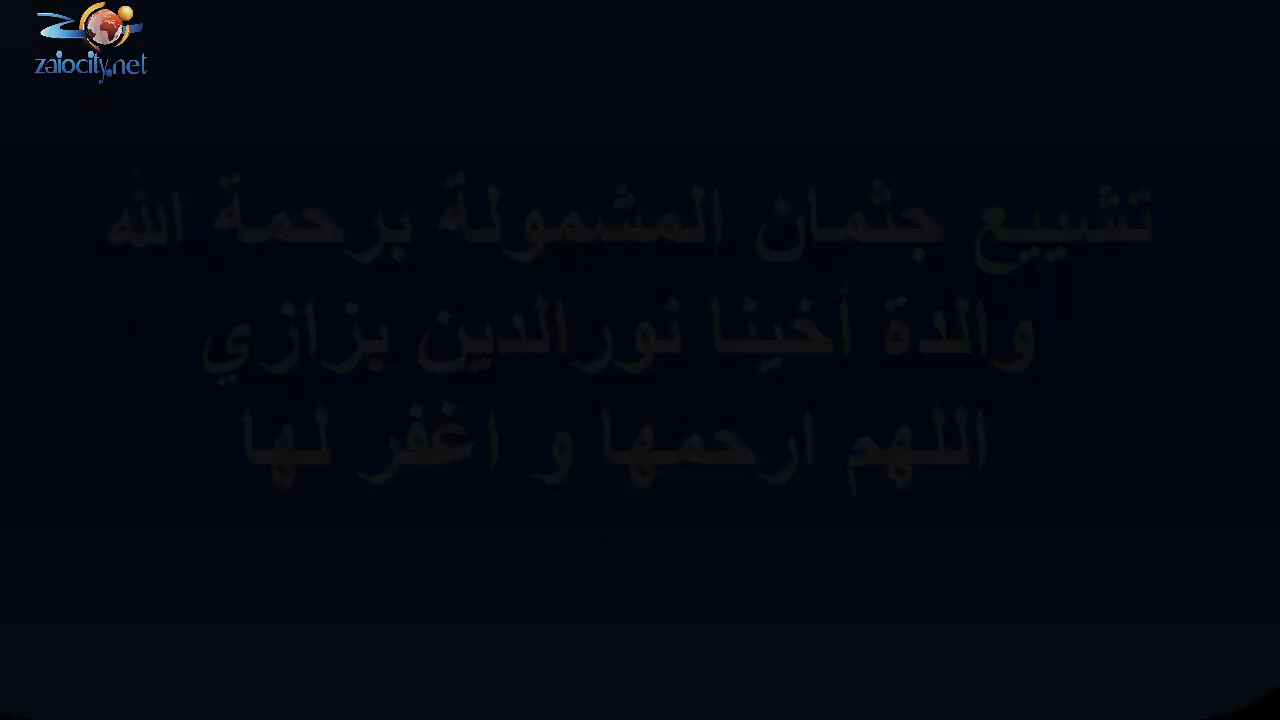 zaiocity.net
تشييع جثمان المشمولة برحمة الله
والدة أخينا نورالدين بزازي
اللهم ارحمها و اغفر لها